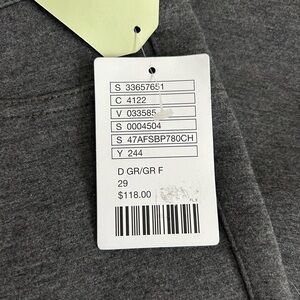 S 33657651
C 4122
V 033585
S 0004504
S 47AFSBP780CH
Y 244
D GR/GR F
29
$118.00